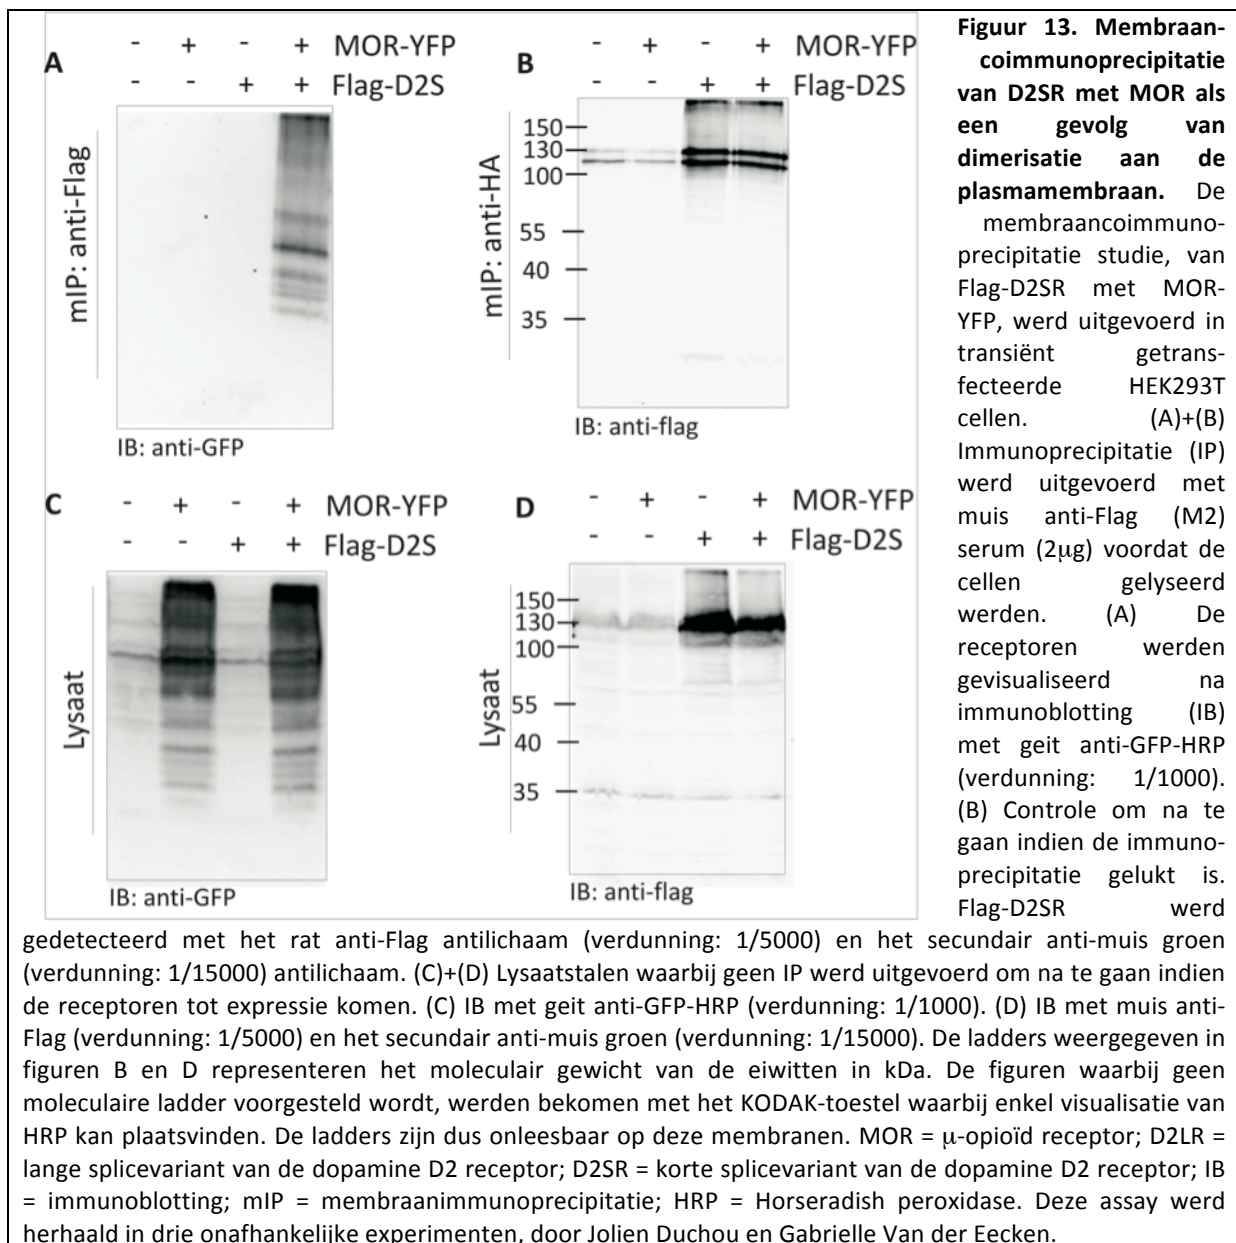 A
- + - + MOR-YFP
- - + + Flag-D2S
mIP: anti-Flag
IB: anti-GFP
B
- + - + MOR-YFP
- - + + Flag-D2S
mIP: anti-HA
150
130
100
55
40
35
IB: anti-flag
C
- + - + MOR-YFP
- - + + Flag-D2S
Lysaat
IB: anti-GFP
D
- + - + MOR-YFP
- - + + Flag-D2S
Lysaat
150
130
100
55
40
35
IB: anti-flag
Figuur 13. Membraan-
coimmunoprecipitatie
van D2SR met MOR als
een gevolg van
dimerisatie aan de
plasmamembraan. De
membraancoimmuno-
precipitatie studie, van
Flag-D2SR met MOR-
YFP, werd uitgevoerd in
transiënt getrans-
fecteerde HEK293T
cellen. (A)+(B)
Immunoprecipitatie (IP)
werd uitgevoerd met
muis anti-Flag (M2)
serum (2µg) voordat de
cellen gelyseerd
werden. (A) De
receptoren werden
gevisualiseerd na
immunoblotting (IB)
met geit anti-GFP-HRP
(verdunning: 1/1000).
(B) Controle om na te
gaan indien de immuno-
precipitatie gelukt is.
Flag-D2SR werd
gedetecteerd met het rat anti-Flag antilichaam (verdunning: 1/5000) en het secundair anti-muis groen
(verdunning: 1/15000) antilichaam. (C)+(D) Lysaatstalen waarbij geen IP werd uitgevoerd om na te gaan indien
de receptoren tot expressie komen. (C) IB met geit anti-GFP-HRP (verdunning: 1/1000). (D) IB met muis anti-
Flag (verdunning: 1/5000) en het secundair anti-muis groen (verdunning: 1/15000). De ladders weergegeven in
figuren B en D representeren het moleculair gewicht van de eiwitten in kDa. De figuren waarbij geen
moleculaire ladder voorgesteld wordt, werden bekomen met het KODAK-toestel waarbij enkel visualisatie van
HRP kan plaatsvinden. De ladders zijn dus onleesbaar op deze membranen. MOR = µ-opioïd receptor; D2LR =
lange splicevariant van de dopamine D2 receptor; D2SR = korte splicevariant van de dopamine D2 receptor; IB
= immunoblotting; mIP = membraanimmunoprecipitatie; HRP = Horseradish peroxidase. Deze assay werd
herhaald in drie onafhankelijke experimenten, door Jolien Duchou en Gabrielle Van der Eecken.